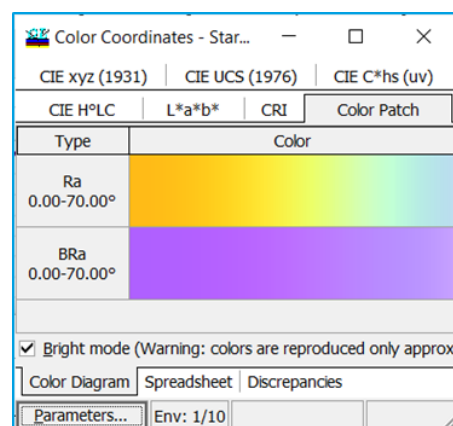 Color Coordinates - Star...
CIE xyz (1931) CIE UCS (1976) CIE C*hs (uv)
CIE H°LC L*a*b* CRI Color Patch
Type Color
Ra
0.00-70.00°
BRa
0.00-70.00°
Bright mode (Warning: colors are reproduced only approx
Color Diagram Spreadsheet Discrepancies
Parameters... Env: 1/10